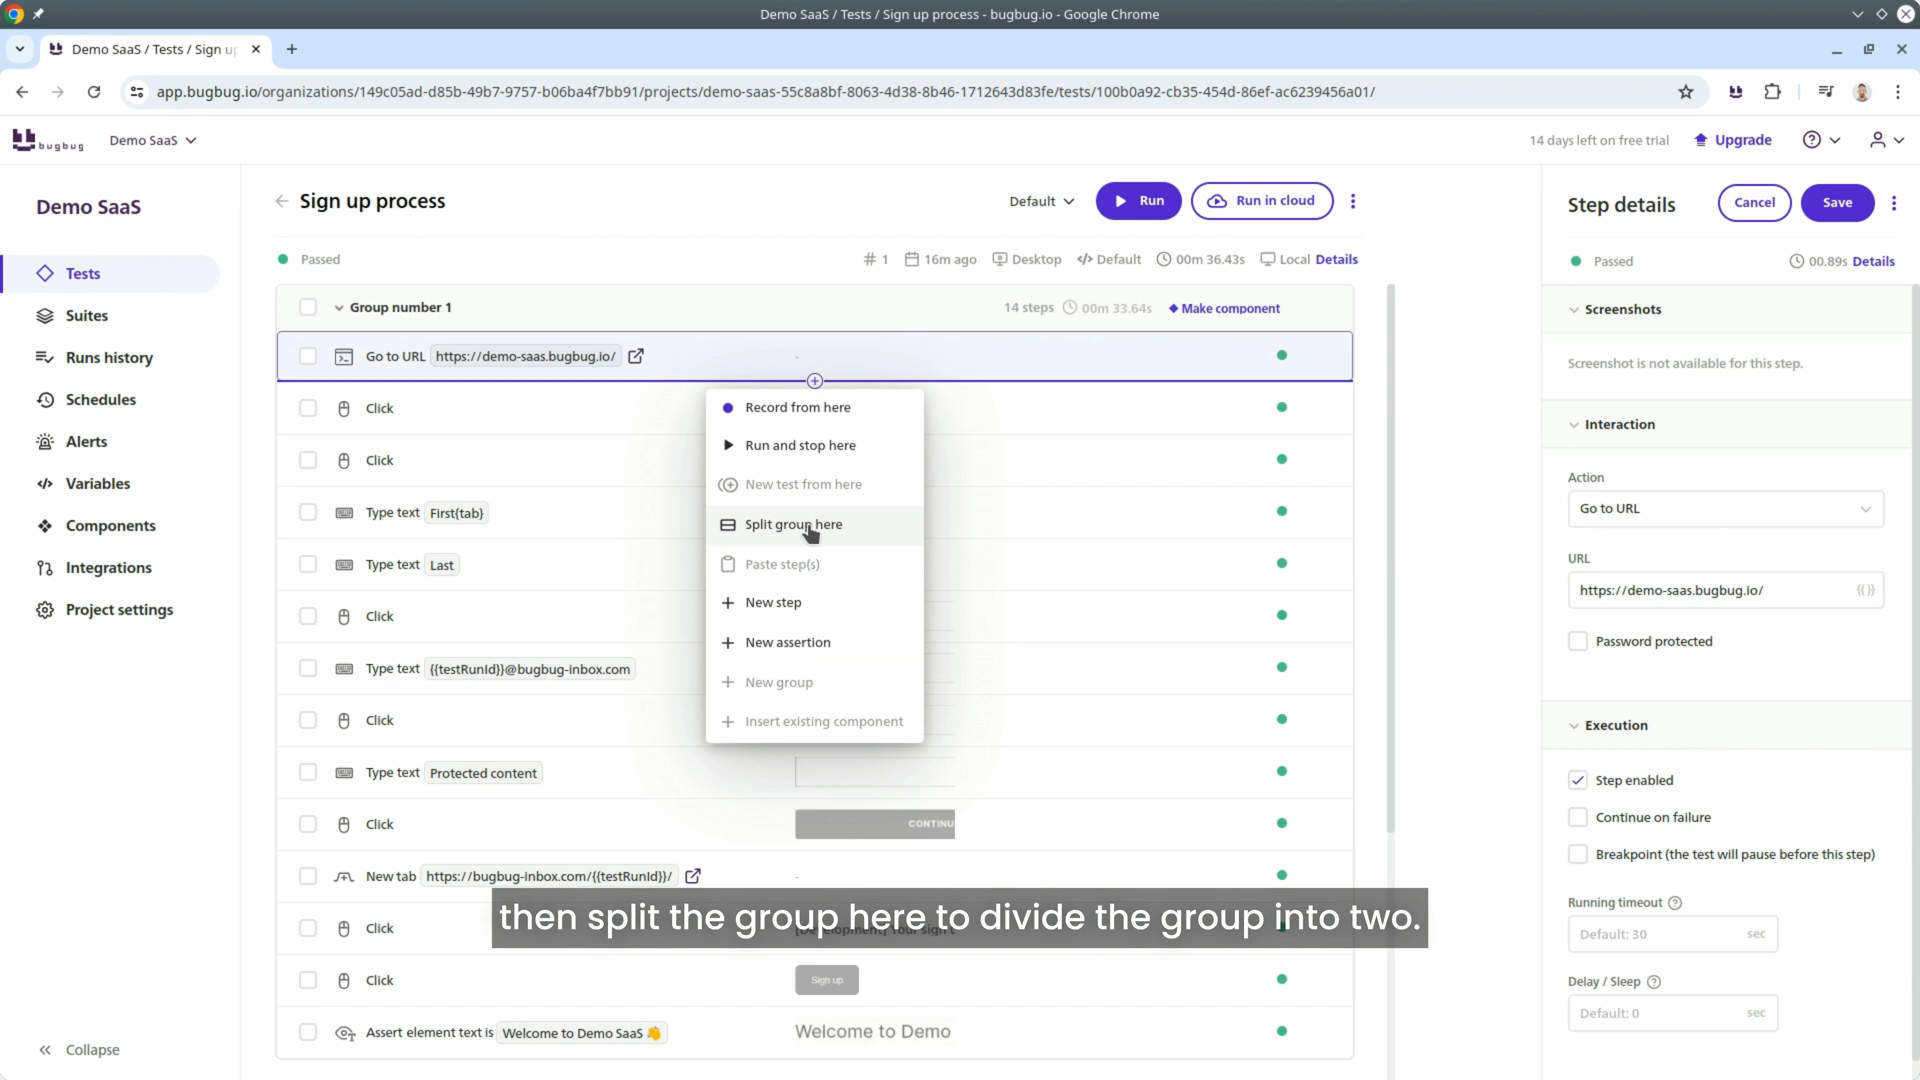 Demo SaaS / Tests / Sign up process - bugbug.io - Google Chrome
Demo SaaS / Tests / Sign up
app.bugbug.io/organizations/149c05ad-d85b-49b7-9757-b06ba4f7bb91/projects/demo-saas-55c8a8bf-8063-4d38-8b46-1712643d83fe/tests/100b0a92-cb35-454d-86ef-ac6239456a01/
bugbug
Demo SaaS
14 days left on free trial
Upgrade
Demo SaaS
Tests
Suites
Runs history
Schedules
Alerts
Variables
Components
Integrations
Project settings
Collapse
Sign up process
Default
Run
Run in cloud
Passed
# 1 16m ago Desktop </> Default 00m 36.43s Local Details
Group number 1
14 steps 00m 33.64s Make component
Go to URL https://demo-saas.bugbug.io/ -
Click
Click
Type text First{tab}
Type text Last
Click
Type text {{testRunId}}@bugbug-inbox.com
Click
Type text Protected content
Click CONTINU
New tab https://bugbug-inbox.com/{{testRunId}}/ -
Click
Click Sign up
Assert element text is Welcome to Demo SaaS 👋 Welcome to Demo
Record from here
Run and stop here
New test from here
Split group here
Paste step(s)
New step
New assertion
New group
Insert existing component
then split the group here to divide the group into two.
Step details
Cancel
Save
Passed
00.89s Details
Screenshots
Screenshot is not available for this step.
Interaction
Action
Go to URL
URL
https://demo-saas.bugbug.io/ {{}}
Password protected
Execution
Step enabled
Continue on failure
Breakpoint (the test will pause before this step)
Running timeout
Default: 30 sec
Delay / Sleep
Default: 0 sec